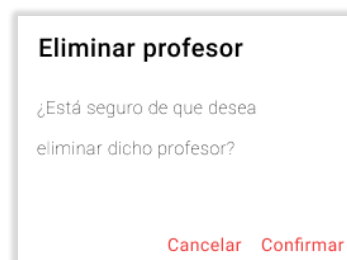 Eliminar profesor
¿Está seguro de que desea
eliminar dicho profesor?
Cancelar Confirmar